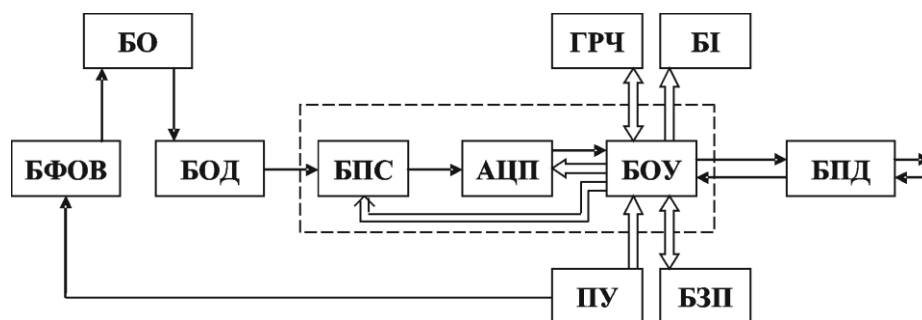 БО
ГРЧ
БІ
БФОВ
БОД
БПС
АЦП
БОУ
БПД
ПУ
БЗП